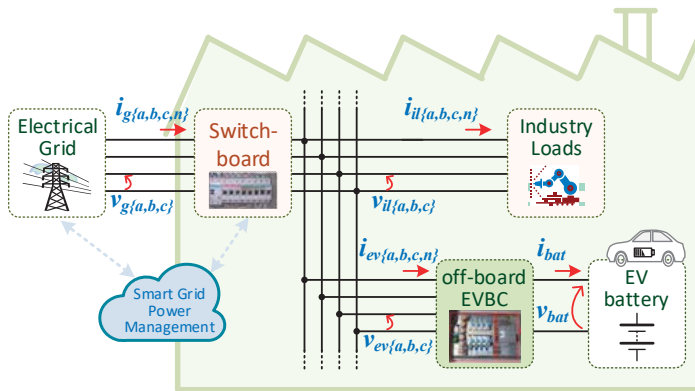 i_g{a,b,c,n}
i_il{a,b,c,n}
Electrical
Grid
Switch-
board
Industry
Loads
v_g{a,b,c}
v_il{a,b,c}
i_ev{a,b,c,n}
i_bat
off-board
EVBC
EV
battery
Smart Grid
Power
Management
v_bat
v_ev{a,b,c}